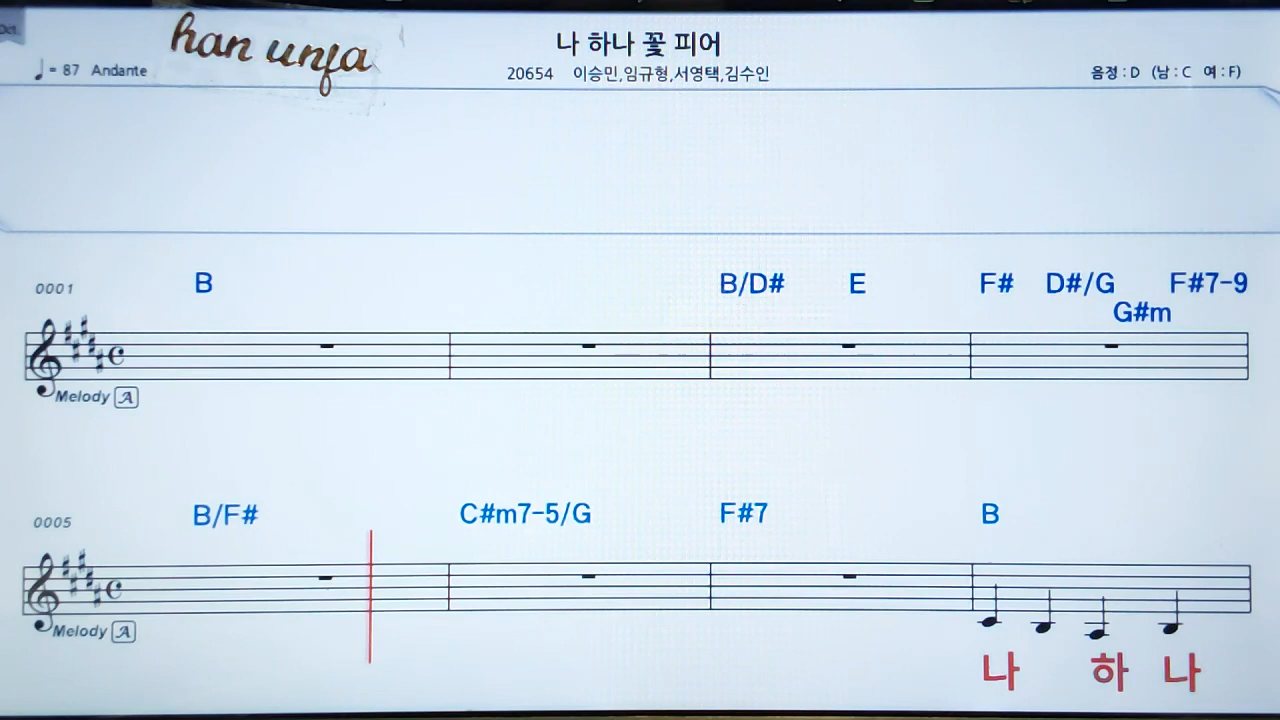 Oct.
han unja
나 하나 꽃 피어
♩= 87 Andante
20654 이승민,임규형,서영택,김수인
음정 : D (남 : C 여 : F)
0001
B B/D# E F# D#/G G#m F#7-9
Melody A
0005
B/F# C#m7-5/G F#7 B
Melody A
나 하 나